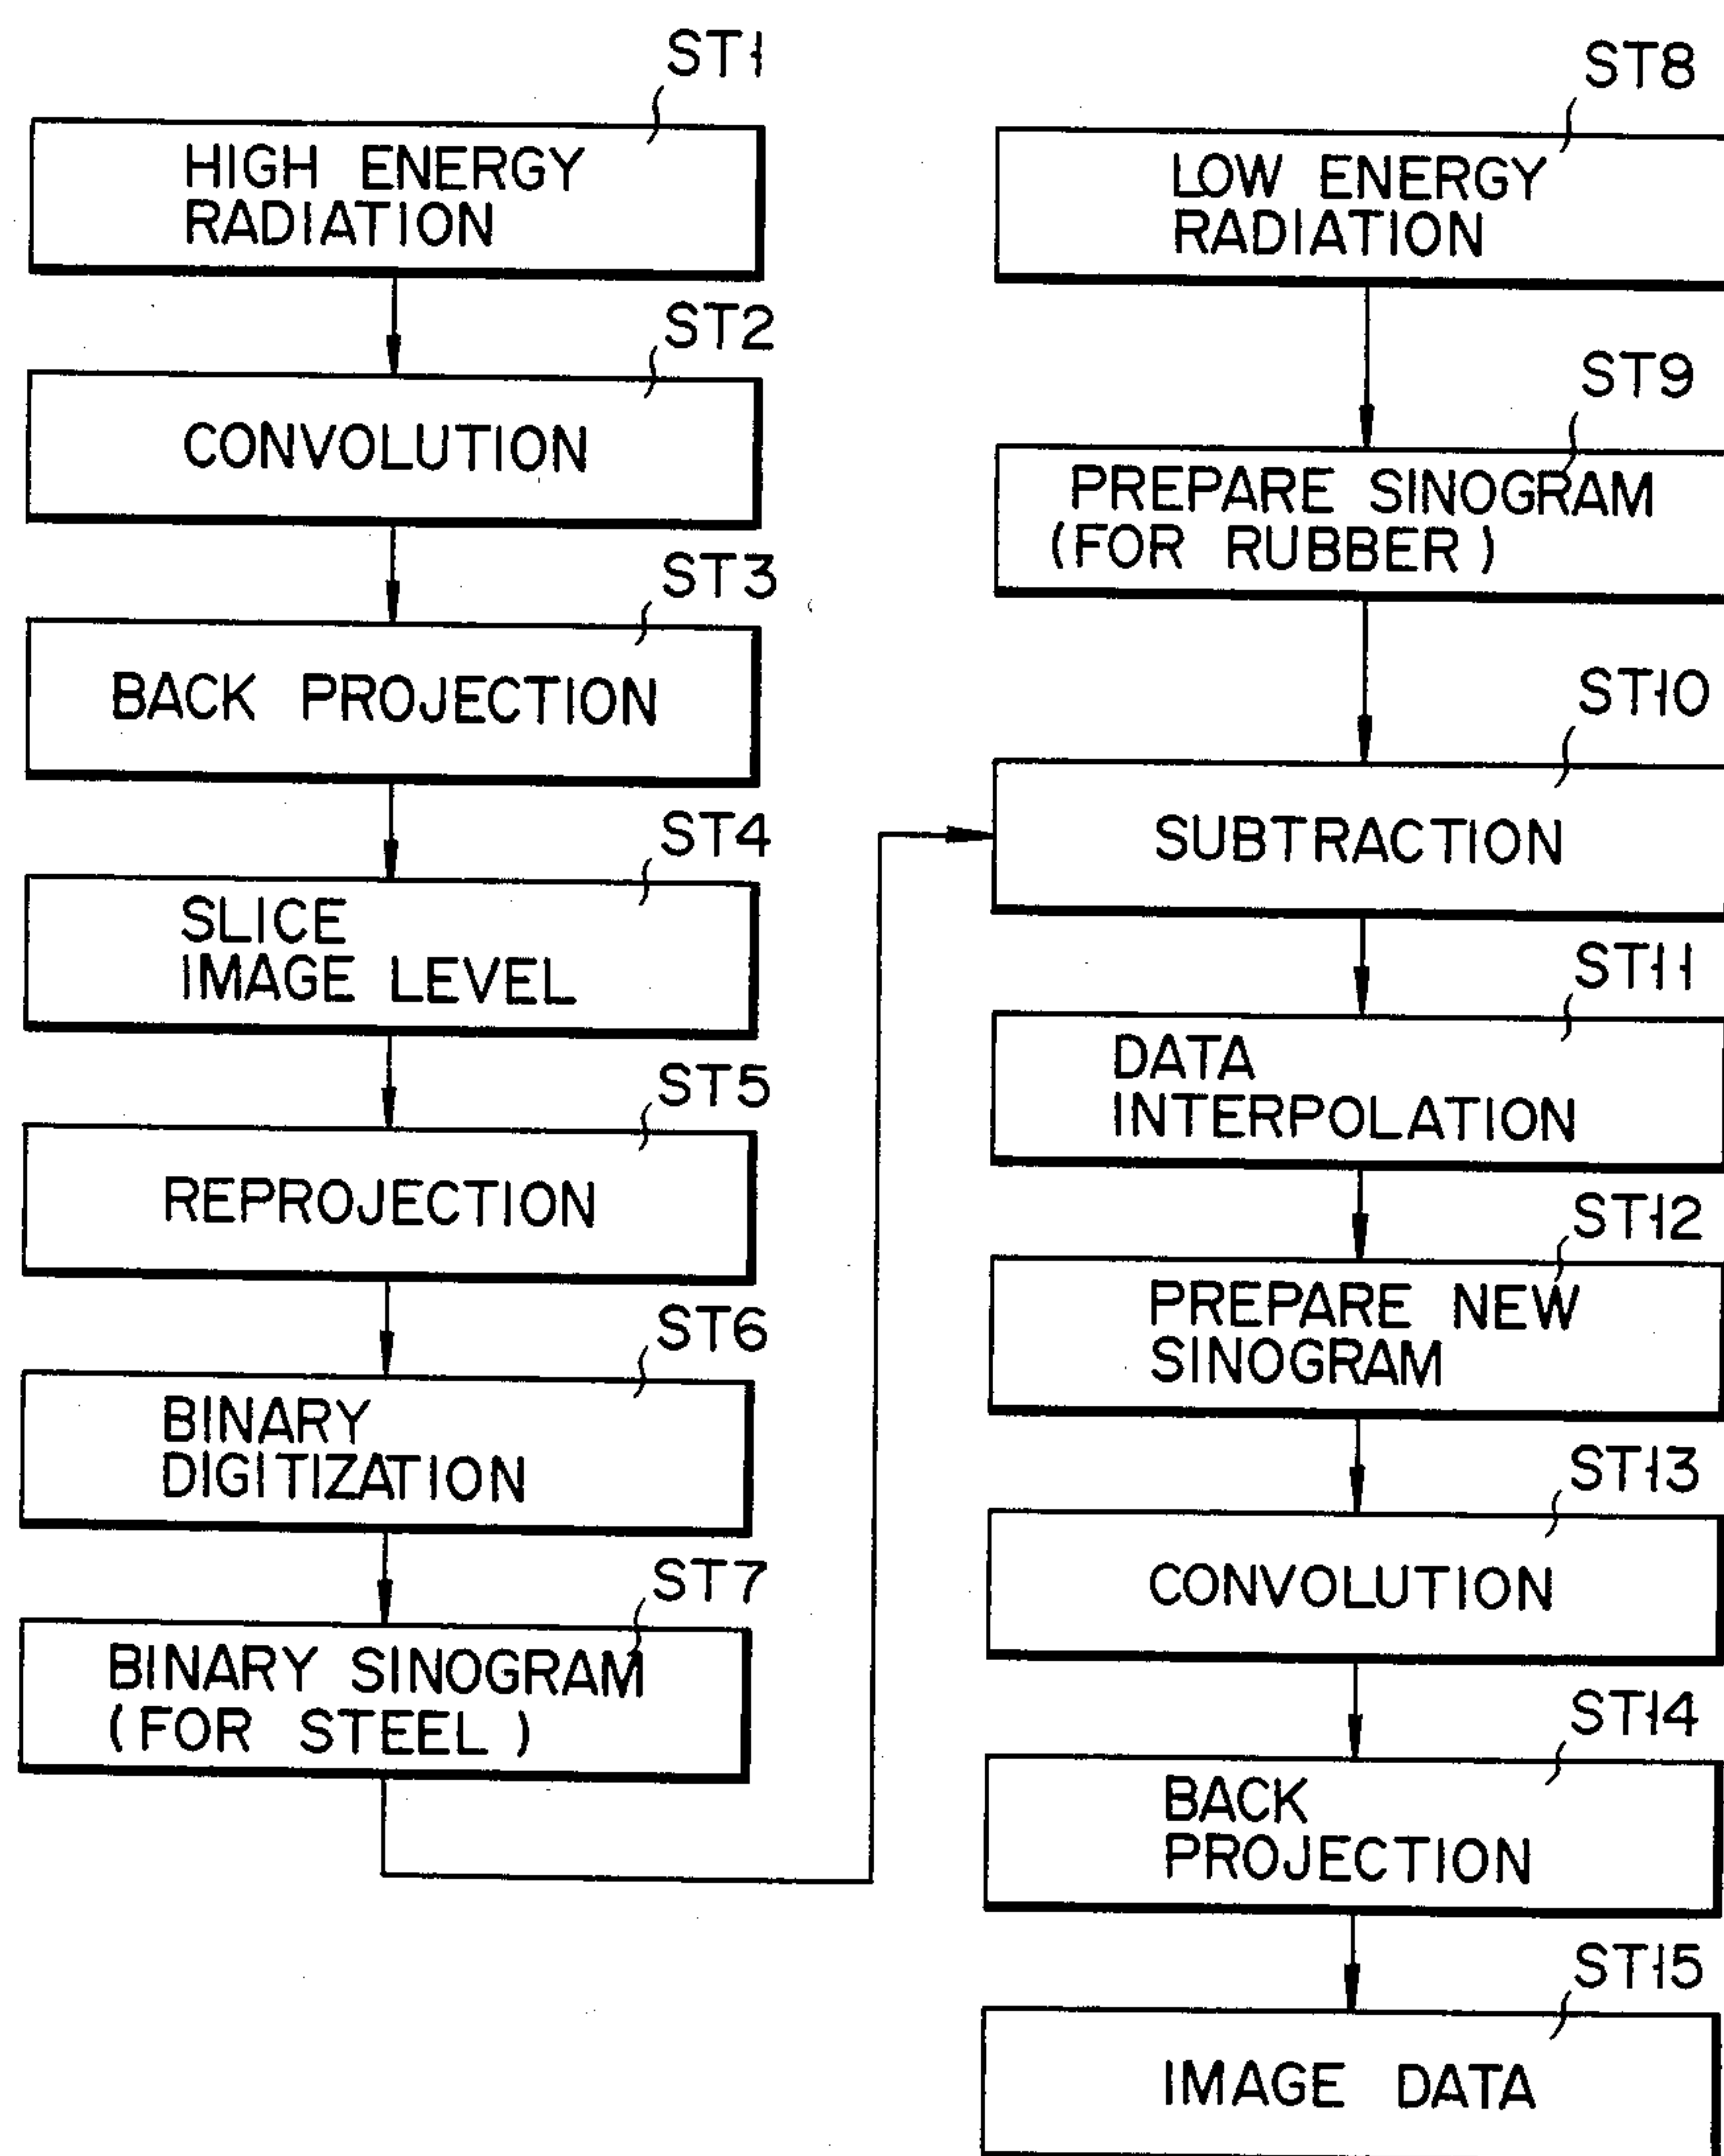 ST1
HIGH ENERGY
RADIATION
ST2
CONVOLUTION
ST3
BACK PROJECTION
ST4
SLICE
IMAGE LEVEL
ST5
REPROJECTION
ST6
BINARY
DIGITIZATION
ST7
BINARY SINOGRAM
(FOR STEEL)
ST8
LOW ENERGY
RADIATION
ST9
PREPARE SINOGRAM
(FOR RUBBER)
ST10
SUBTRACTION
ST11
DATA
INTERPOLATION
ST12
PREPARE NEW
SINOGRAM
ST13
CONVOLUTION
ST14
BACK
PROJECTION
ST15
IMAGE DATA